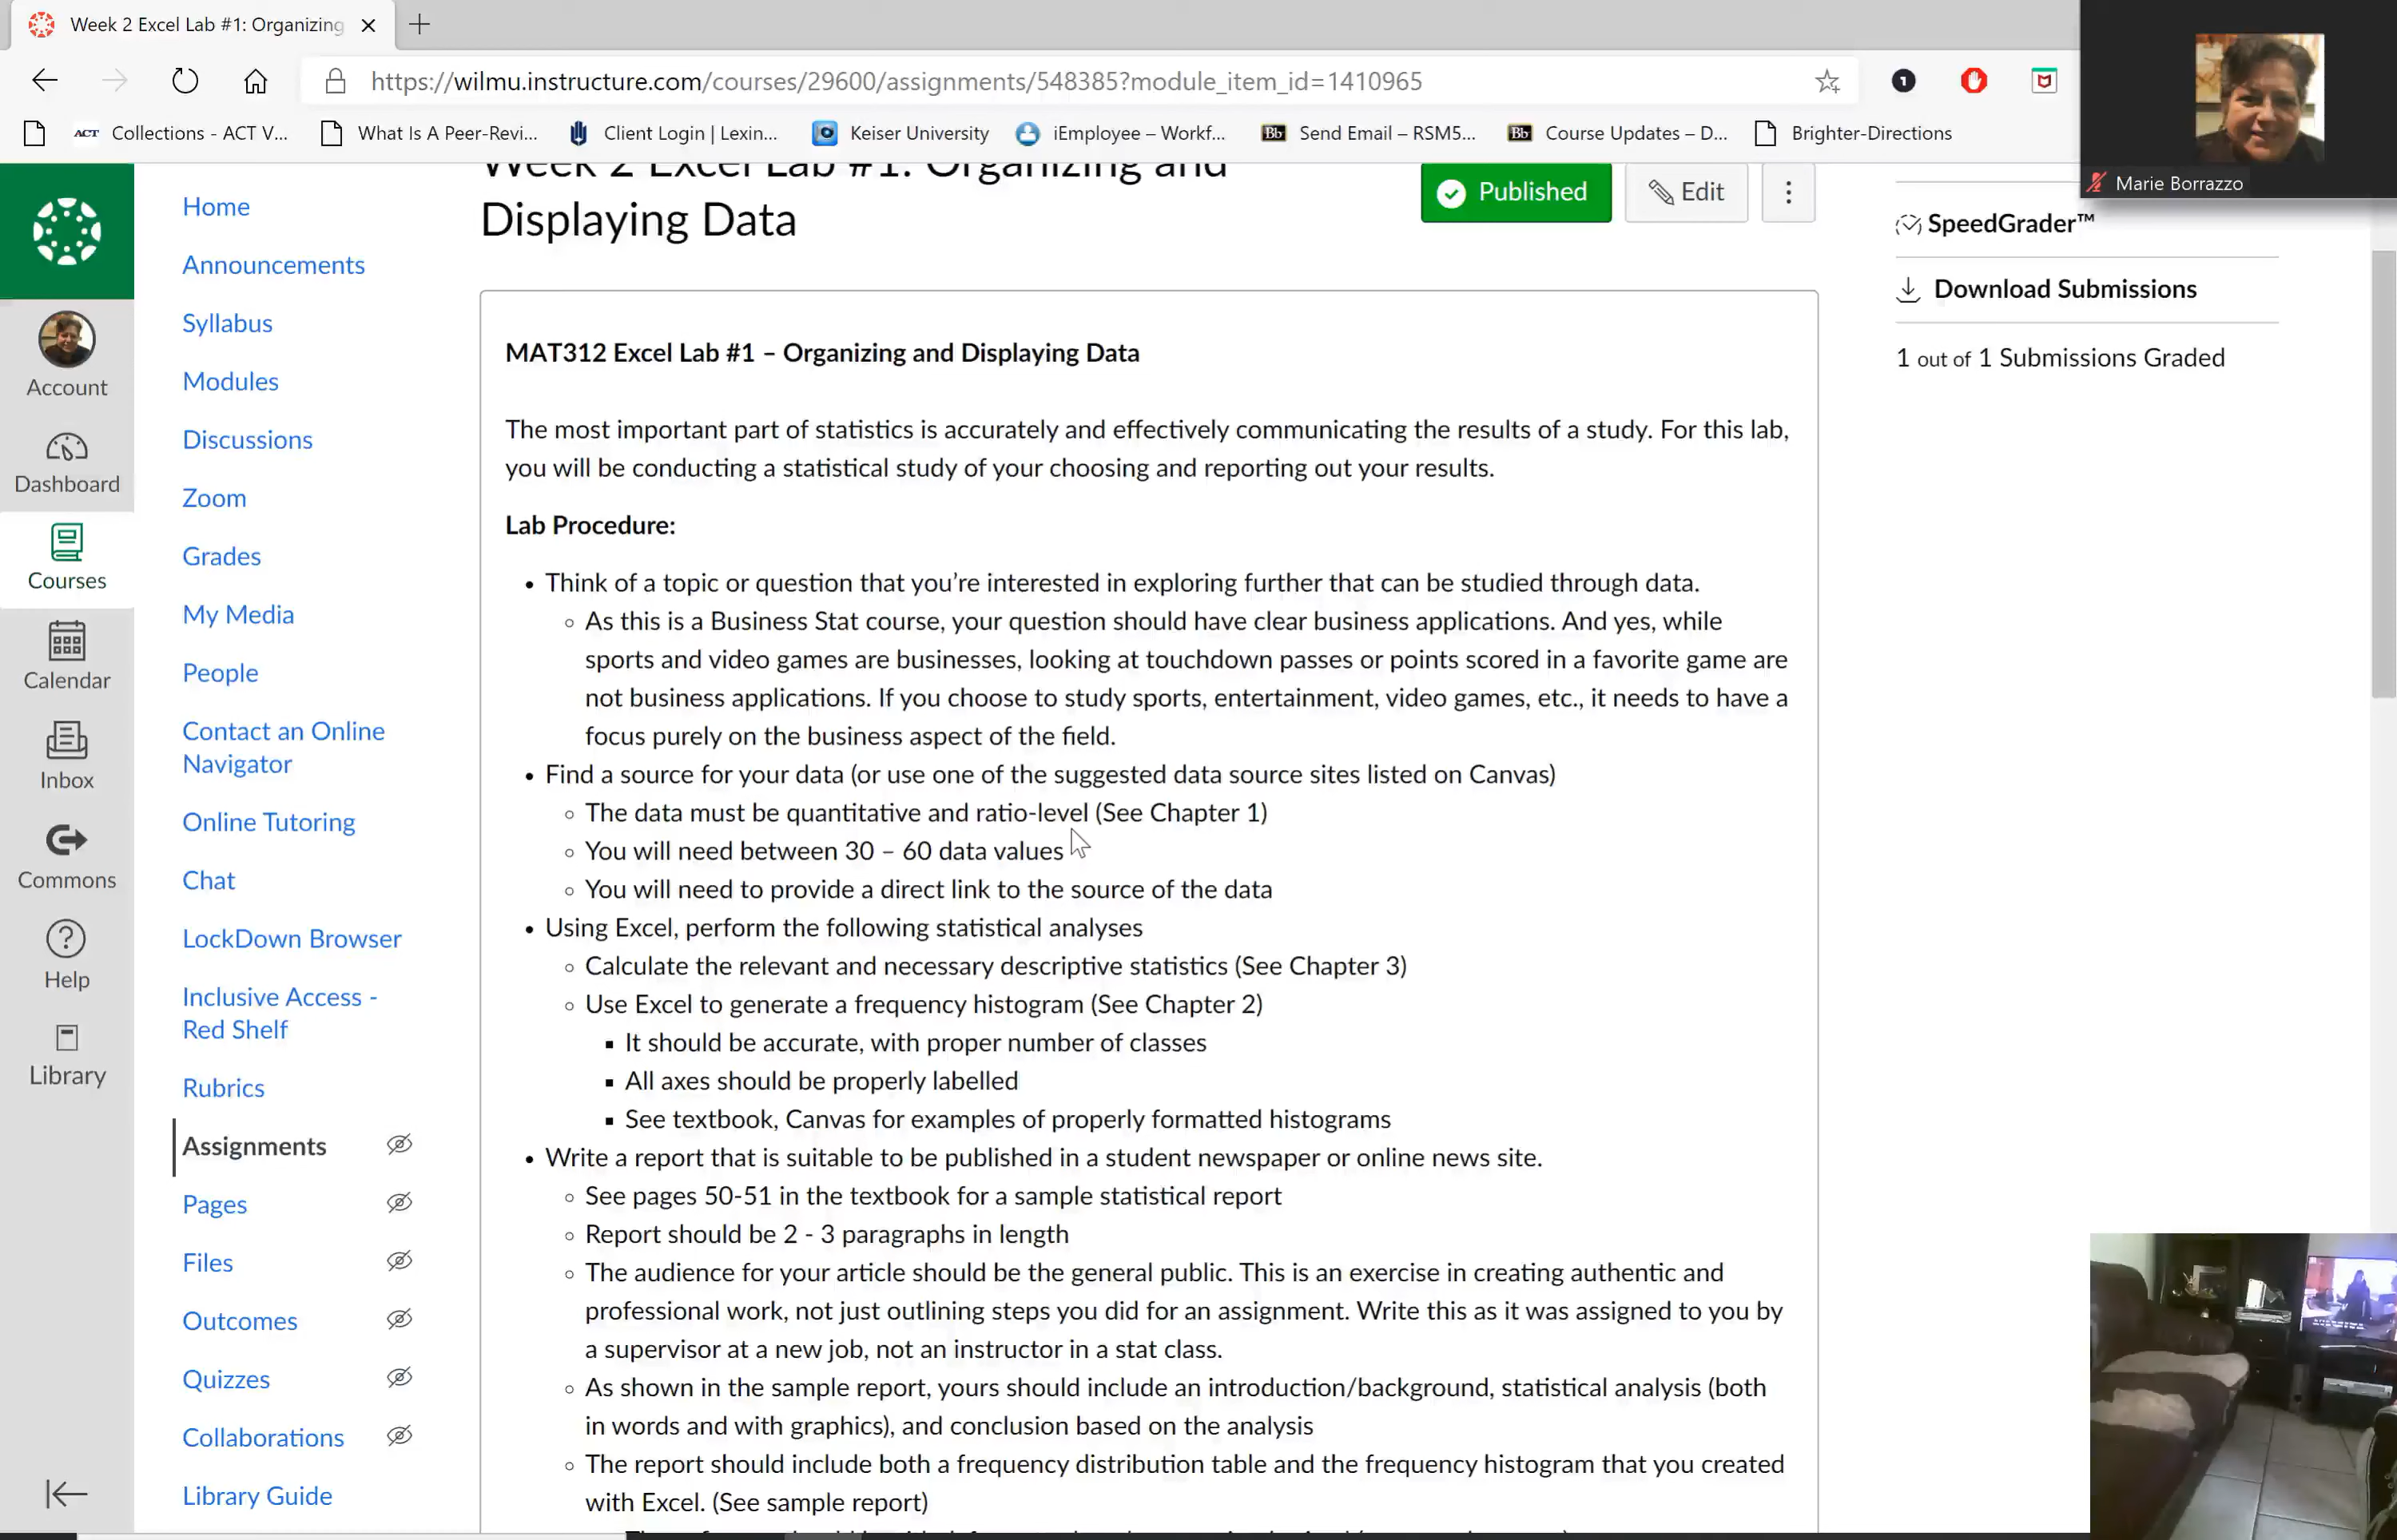 Week 2 Excel Lab #1: Organizing
https://wilmu.instructure.com/courses/29600/assignments/548385?module_item_id=1410965
ACT Collections - ACT V...
What Is A Peer-Revi...
Client Login | Lexin...
Keiser University
iEmployee – Workf...
Bb Send Email – RSM5...
Bb Course Updates – D...
Brighter-Directions
Marie Borrazzo
Account
Dashboard
Courses
Calendar
Inbox
Commons
Help
Library
Home
Announcements
Syllabus
Modules
Discussions
Zoom
Grades
My Media
People
Contact an Online
Navigator
Online Tutoring
Chat
LockDown Browser
Inclusive Access -
Red Shelf
Rubrics
Assignments
Pages
Files
Outcomes
Quizzes
Collaborations
Library Guide
Week 2 Excel Lab #1: Organizing and
Displaying Data
Published
Edit
SpeedGrader™
Download Submissions
1 out of 1 Submissions Graded
MAT312 Excel Lab #1 – Organizing and Displaying Data
The most important part of statistics is accurately and effectively communicating the results of a study. For this lab,
you will be conducting a statistical study of your choosing and reporting out your results.
Lab Procedure:
• Think of a topic or question that you're interested in exploring further that can be studied through data.
◦ As this is a Business Stat course, your question should have clear business applications. And yes, while
sports and video games are businesses, looking at touchdown passes or points scored in a favorite game are
not business applications. If you choose to study sports, entertainment, video games, etc., it needs to have a
focus purely on the business aspect of the field.
• Find a source for your data (or use one of the suggested data source sites listed on Canvas)
◦ The data must be quantitative and ratio-level (See Chapter 1)
◦ You will need between 30 – 60 data values
◦ You will need to provide a direct link to the source of the data
• Using Excel, perform the following statistical analyses
◦ Calculate the relevant and necessary descriptive statistics (See Chapter 3)
◦ Use Excel to generate a frequency histogram (See Chapter 2)
▪ It should be accurate, with proper number of classes
▪ All axes should be properly labelled
▪ See textbook, Canvas for examples of properly formatted histograms
• Write a report that is suitable to be published in a student newspaper or online news site.
◦ See pages 50-51 in the textbook for a sample statistical report
◦ Report should be 2 - 3 paragraphs in length
◦ The audience for your article should be the general public. This is an exercise in creating authentic and
professional work, not just outlining steps you did for an assignment. Write this as it was assigned to you by
a supervisor at a new job, not an instructor in a stat class.
◦ As shown in the sample report, yours should include an introduction/background, statistical analysis (both
in words and with graphics), and conclusion based on the analysis
◦ The report should include both a frequency distribution table and the frequency histogram that you created
with Excel. (See sample report)